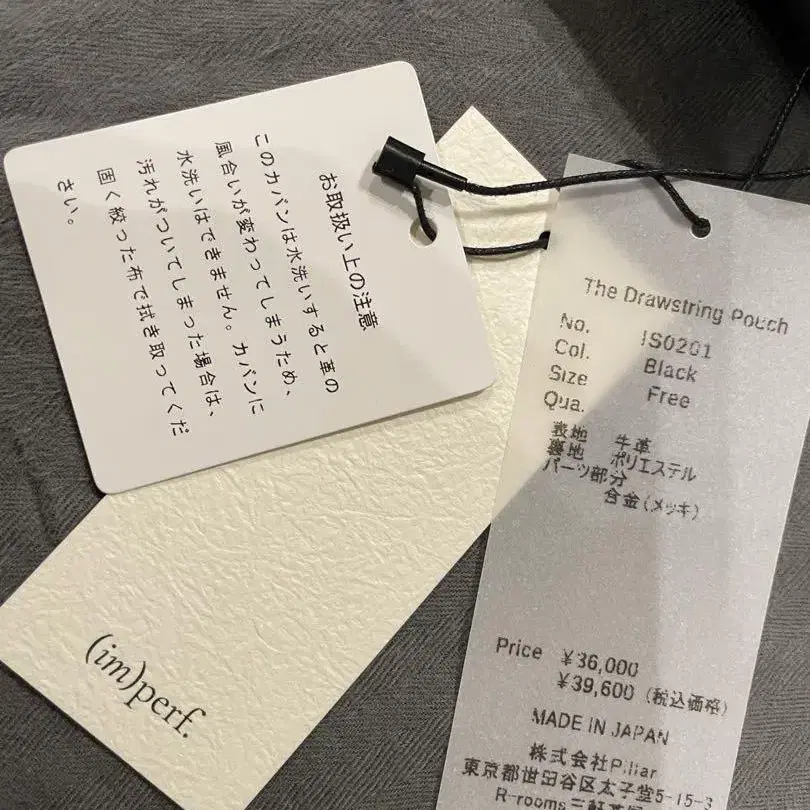 お取扱い上の注意
このカバンは水洗いすると革の
風合いが変わってしまうため、
水洗いはできません。カバンに
汚れがついてしまった場合は、
固く絞った布で拭き取ってくだ
さい。
(im)perf.
The Drawstring Pouch
No. IS0201
Col. Black
Size Free
Qua.
表地 牛革
裏地 ポリエステル
パーツ部分
合金(メッキ)
Price ¥36,000
¥39,600 (税込価格)
MADE IN JAPAN
株式会社Pillar
東京都世田谷区太子堂5-15-3
R-rooms